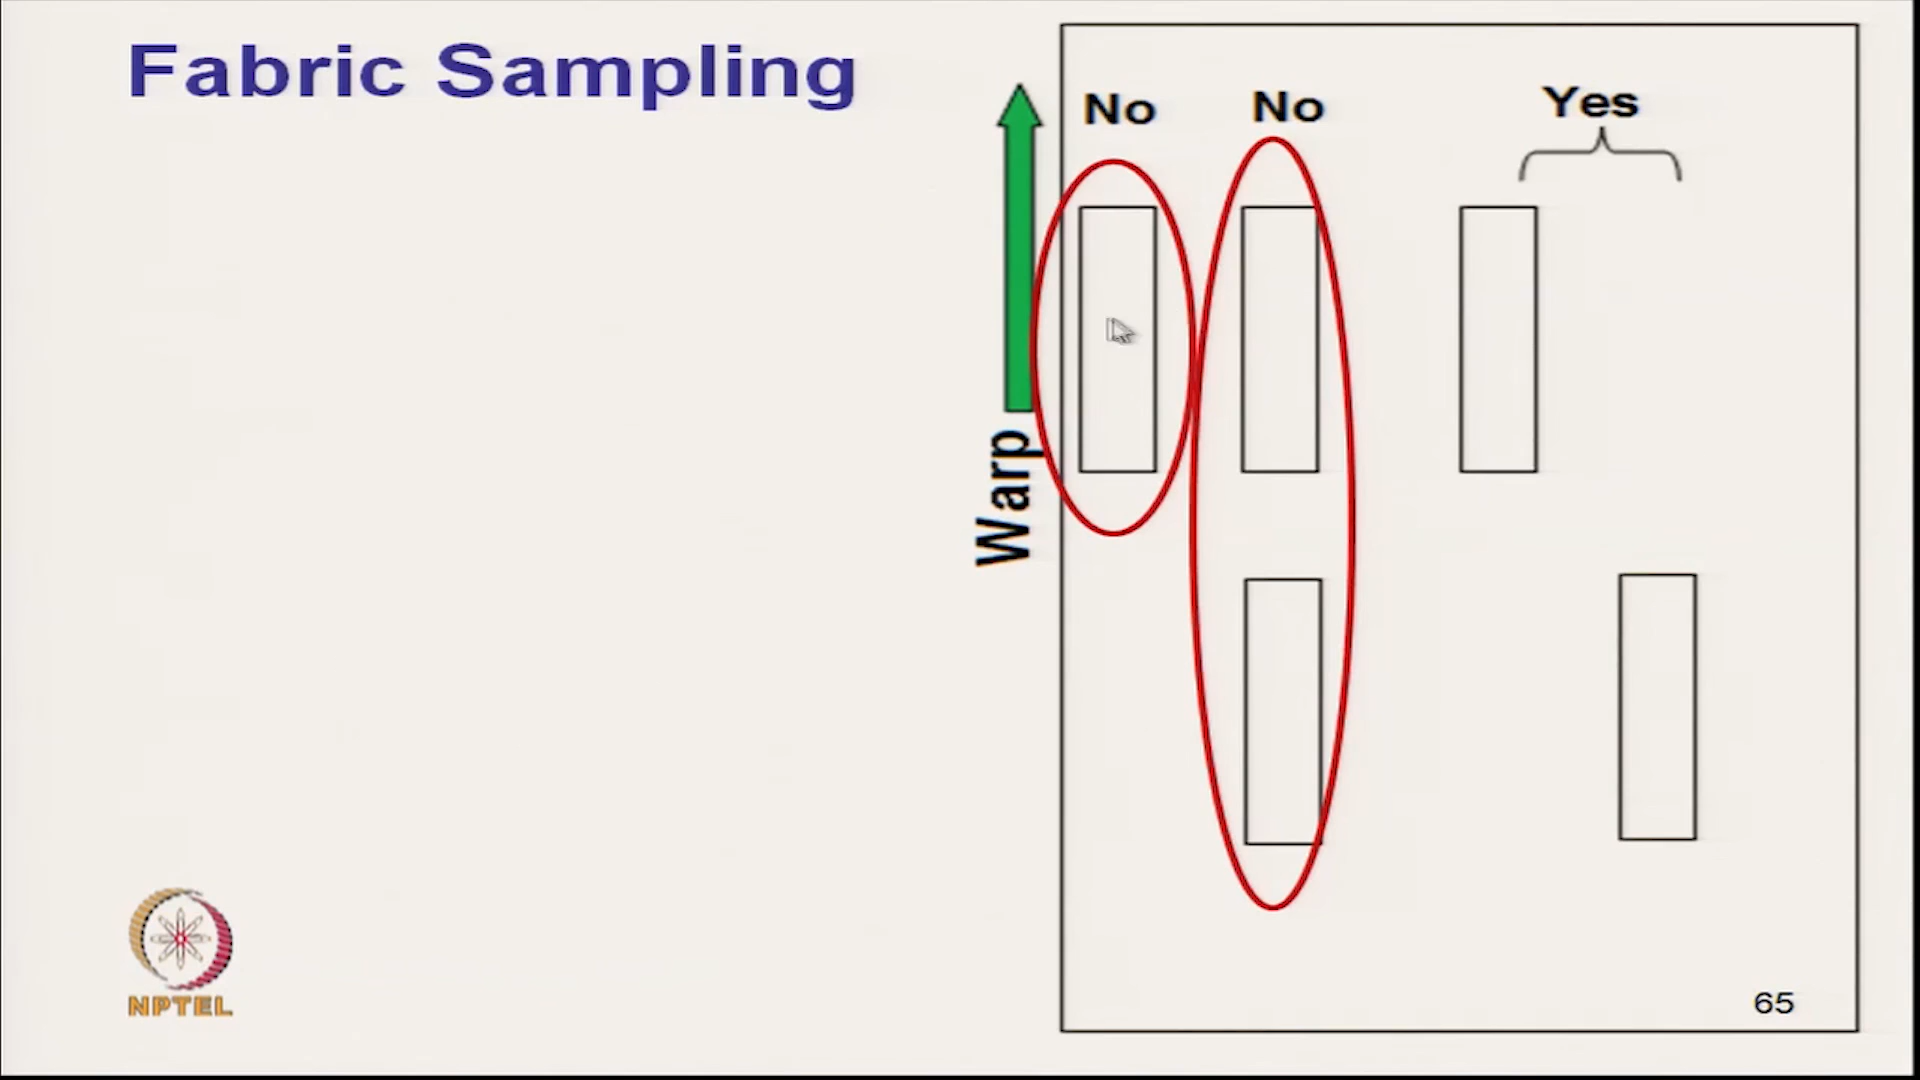 Fabric Sampling
No
No
Yes
Warp
NPTEL
65